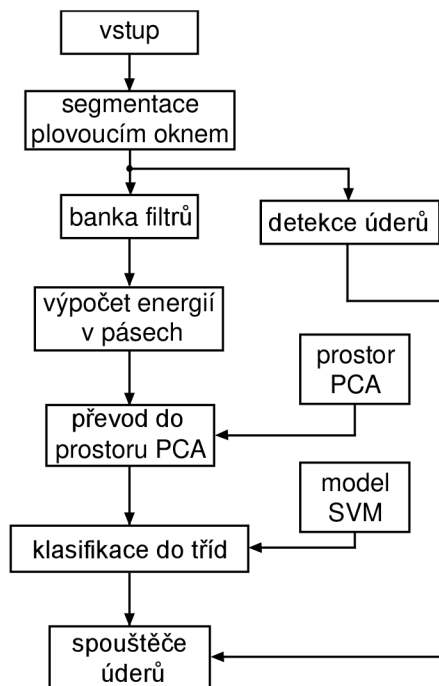 vstup
segmentace
plovoucím oknem
banka filtrů
detekce úderů
výpočet energií
v pásech
prostor
PCA
převod do
prostoru PCA
model
SVM
klasifikace do tříd
spouštěče
úderů